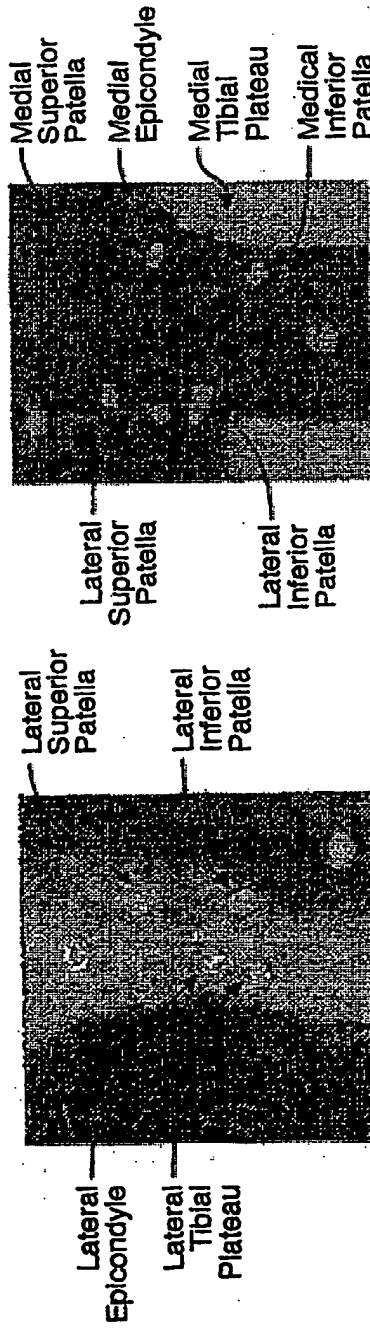 Lateral
Epicondyle
Lateral
Tibial
Plateau
Lateral
Superior
Patella
Lateral
Inferior
Patella
Lateral
Superior
Patella
Lateral
Inferior
Patella
Medial
Superior
Patella
Medial
Epicondyle
Medial
Tibial
Plateau
Medical
Inferior
Patella